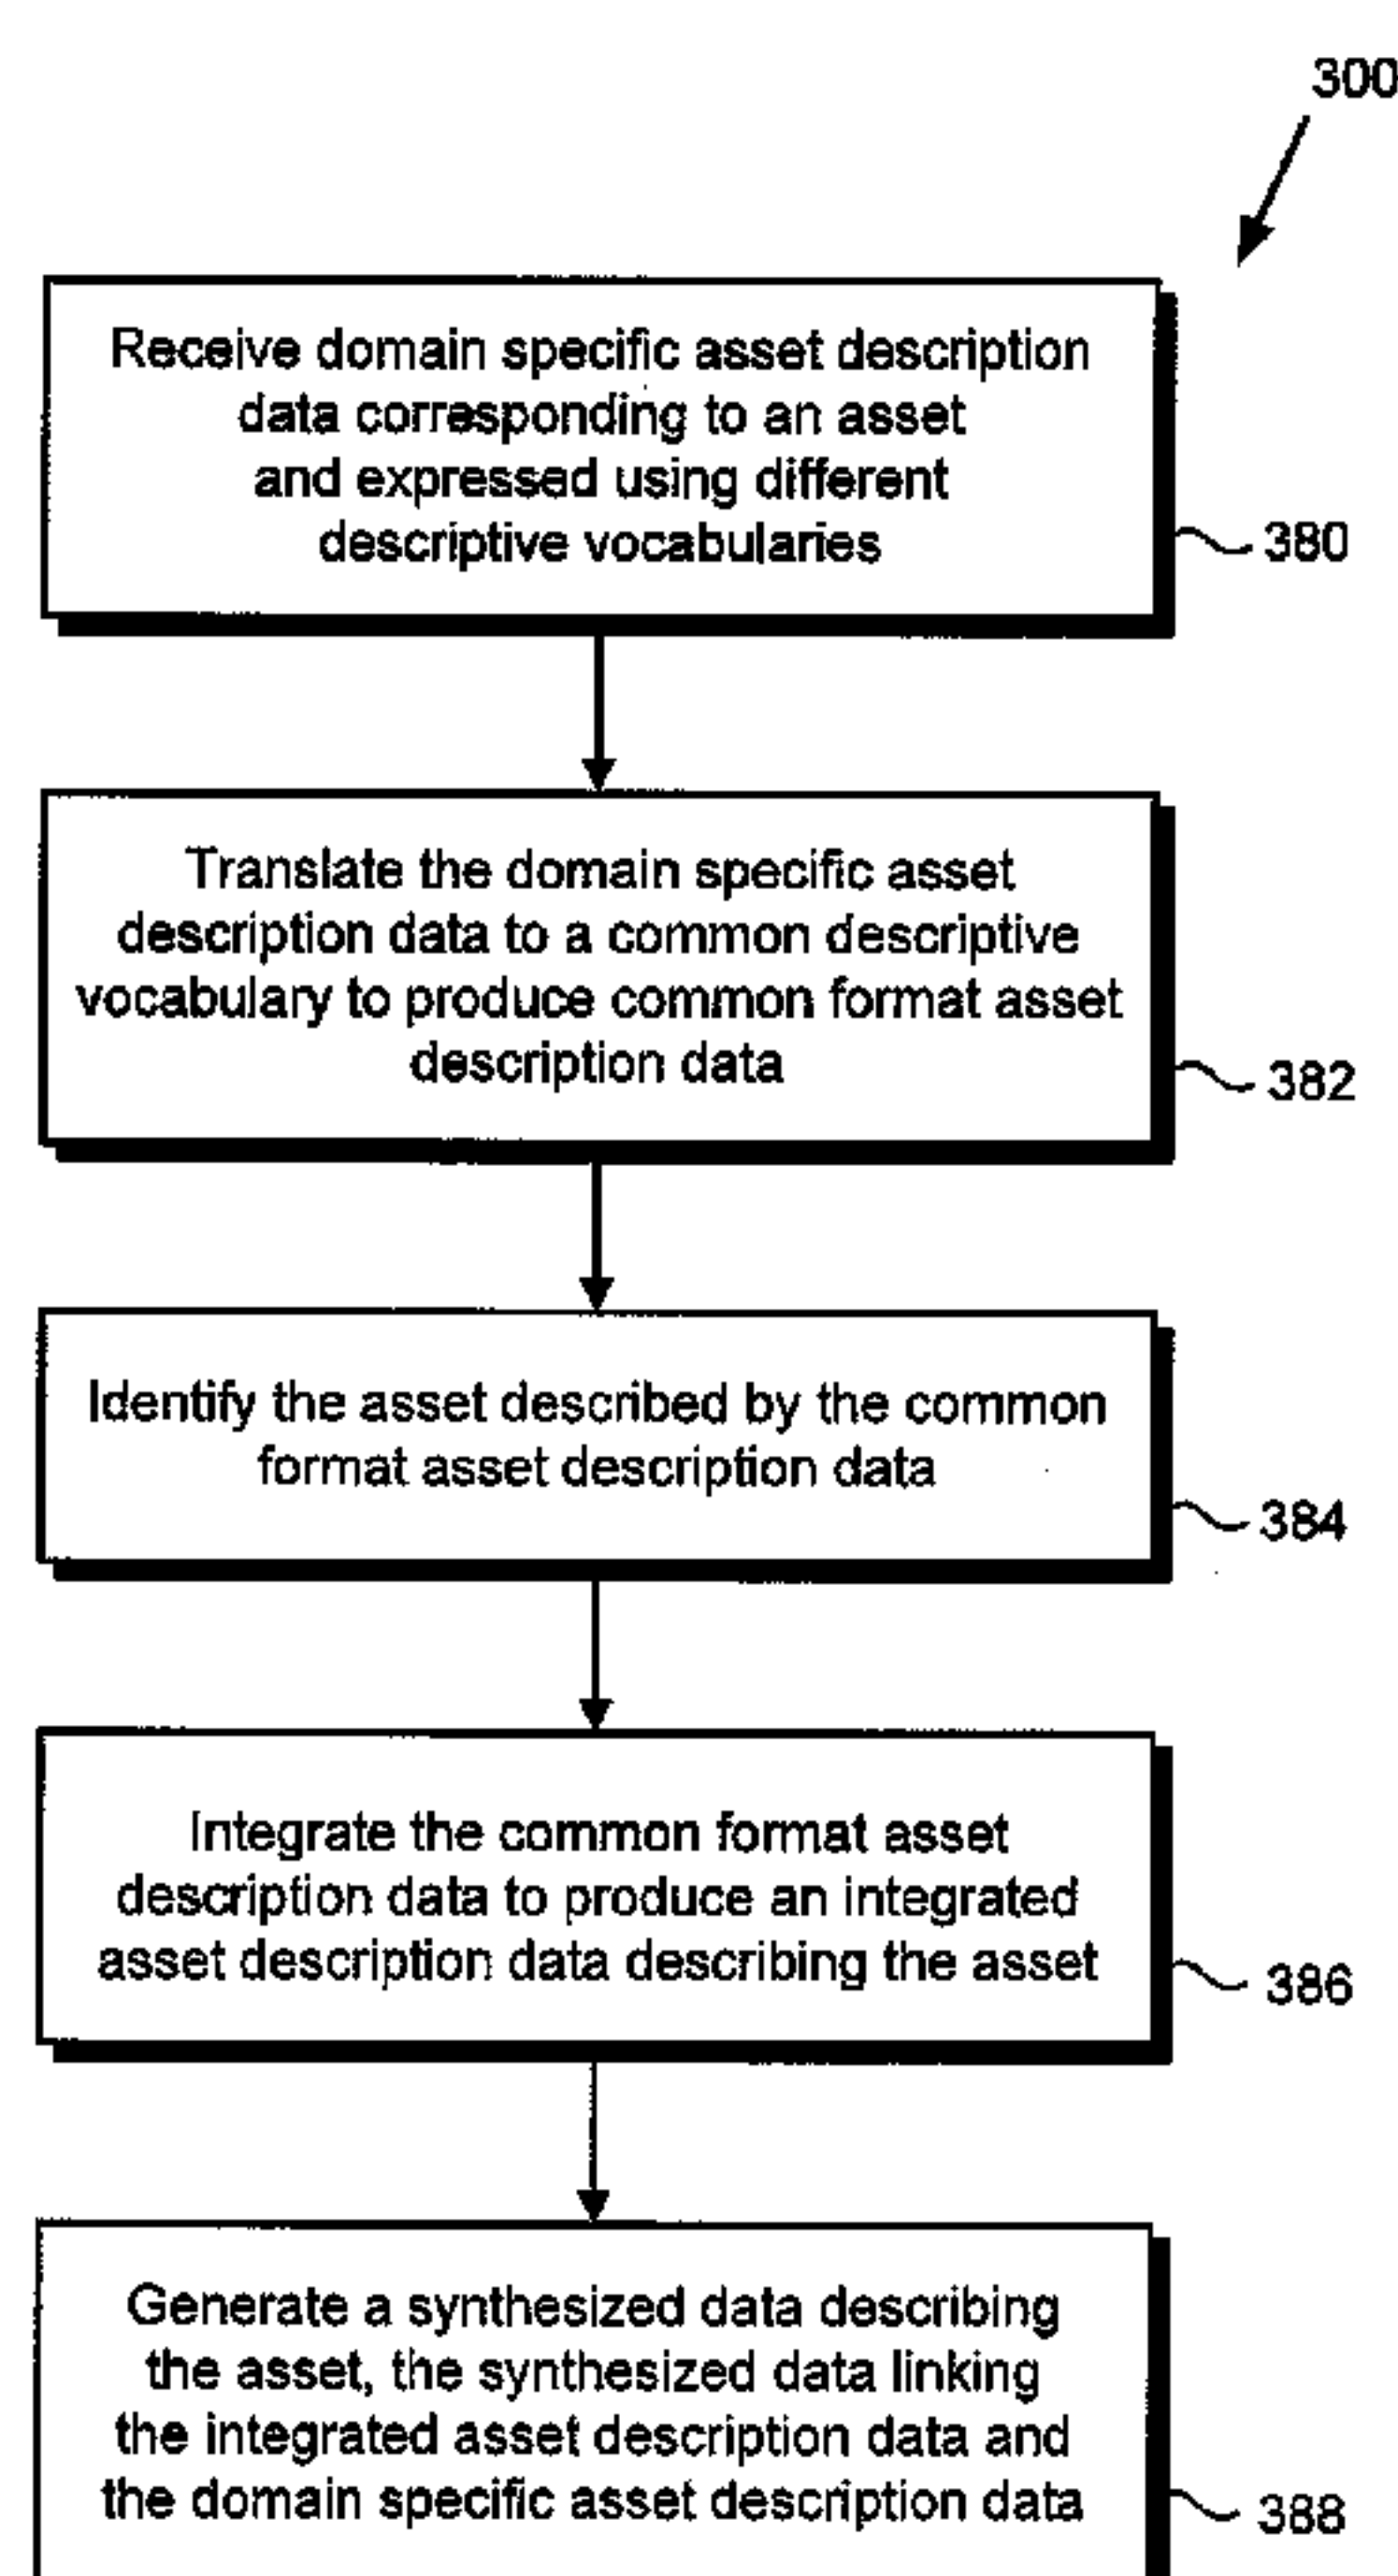 300
Receive domain specific asset description
data corresponding to an asset
and expressed using different
descriptive vocabularies
380
Translate the domain specific asset
description data to a common descriptive
vocabulary to produce common format asset
description data
382
Identify the asset described by the common
format asset description data
384
Integrate the common format asset
description data to produce an integrated
asset description data describing the asset
386
Generate a synthesized data describing
the asset, the synthesized data linking
the integrated asset description data and
the domain specific asset description data
388